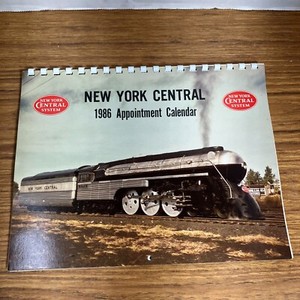 NEW YORK CENTRAL
1986 Appointment Calendar
NEW YORK
CENTRAL
SYSTEM
NEW YORK
CENTRAL
SYSTEM
NEW YORK CENTRAL